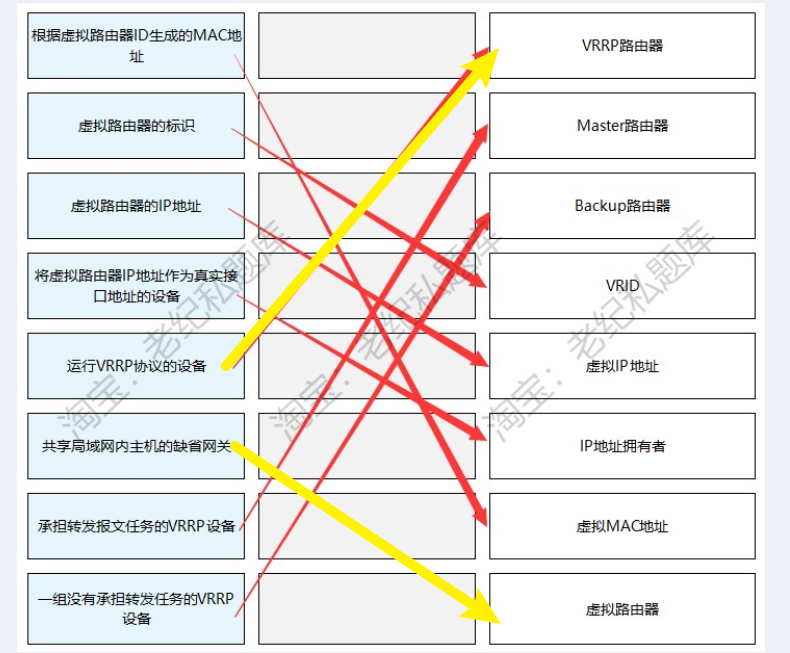 根据虚拟路由器ID生成的MAC地
址
VRRP路由器
虚拟路由器的标识
Master路由器
虚拟路由器的IP地址
Backup路由器
将虚拟路由器IP地址作为真实接
口地址的设备
VRID
运行VRRP协议的设备
虚拟IP地址
共享局域网内主机的缺省网关
IP地址拥有者
承担转发报文任务的VRRP设备
虚拟MAC地址
一组没有承担转发任务的VRRP
设备
虚拟路由器
淘宝：老纪私题库
淘宝：老纪私题库
淘宝：老纪私题库